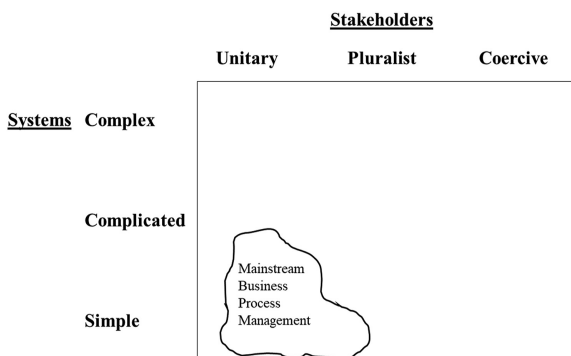 Stakeholders
Unitary Pluralist Coercive
Systems Complex
Complicated
Mainstream
Business
Process
Simple Management